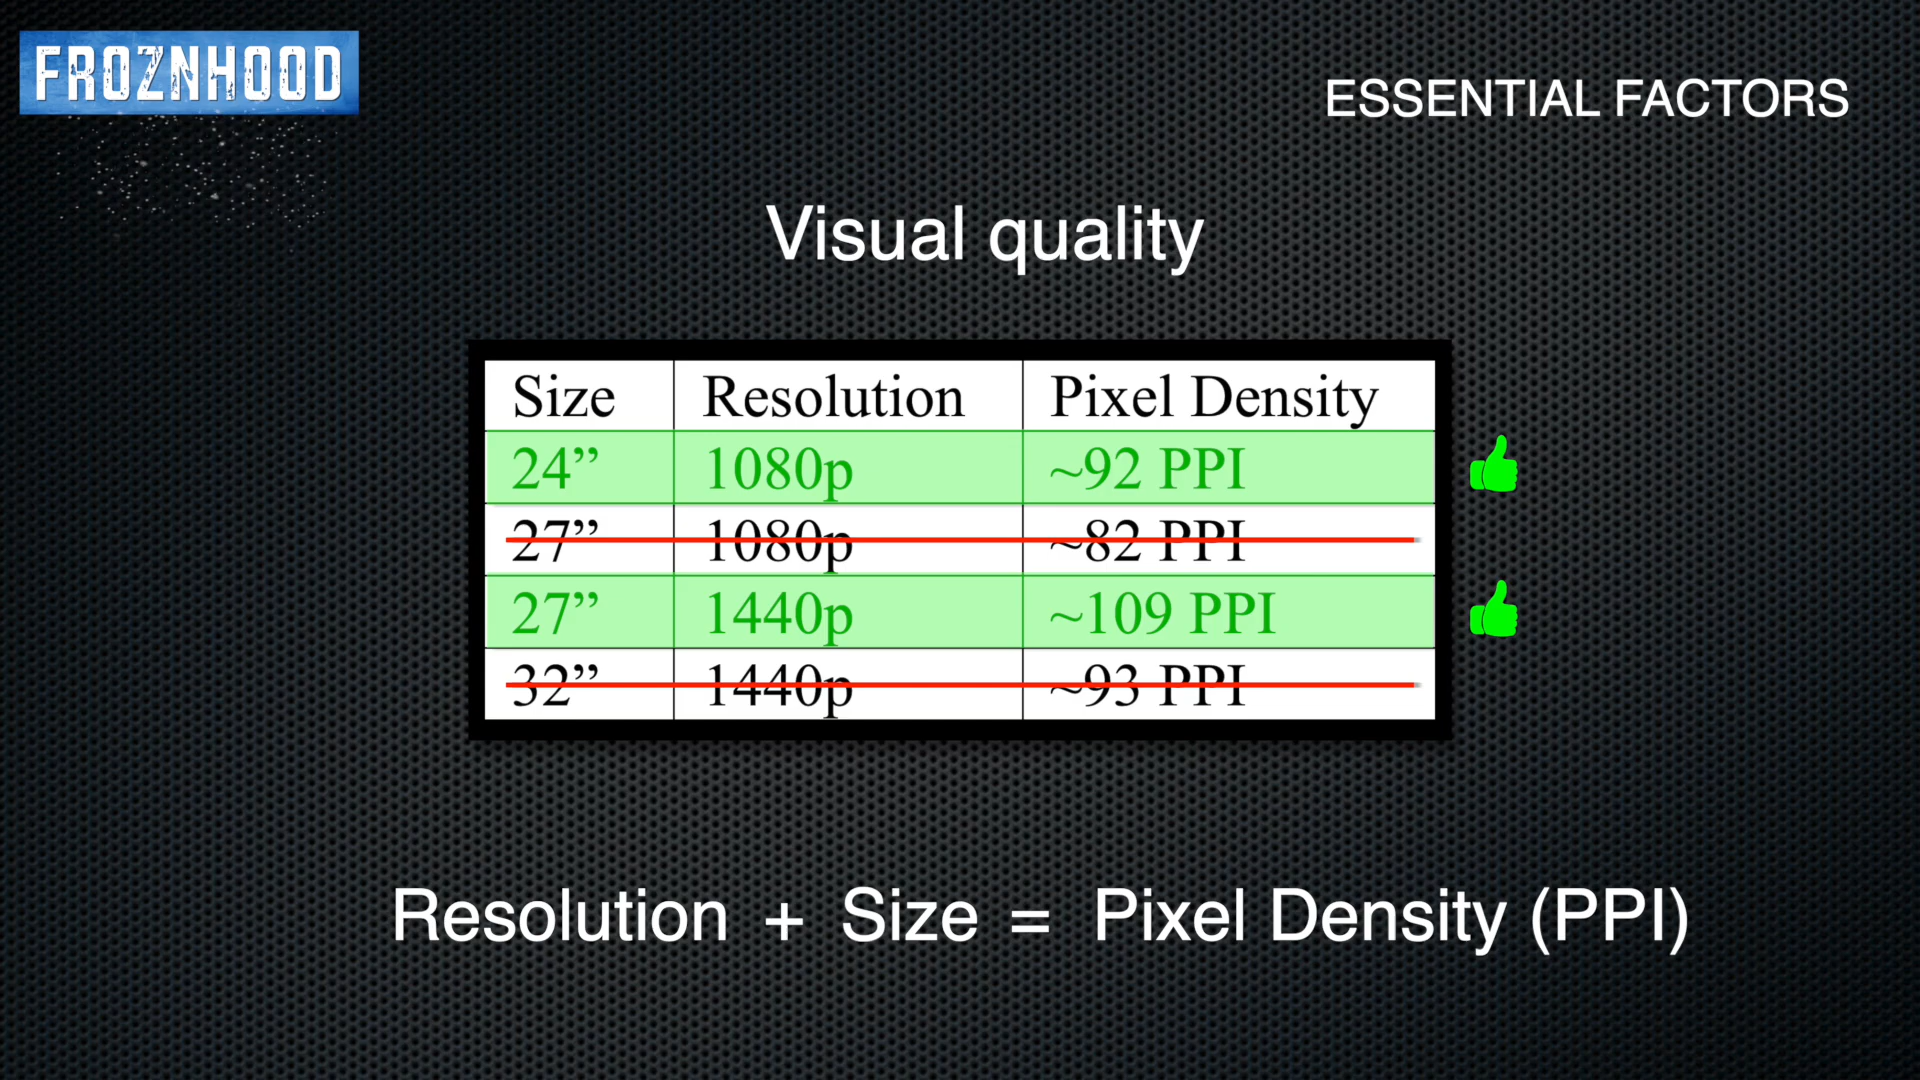 FROZNHOOD
ESSENTIAL FACTORS
Visual quality
Size Resolution Pixel Density
24” 1080p ~92 PPI
27” 1080p ~82 PPI
27” 1440p ~109 PPI
32” 1440p ~93 PPI
Resolution + Size = Pixel Density (PPI)